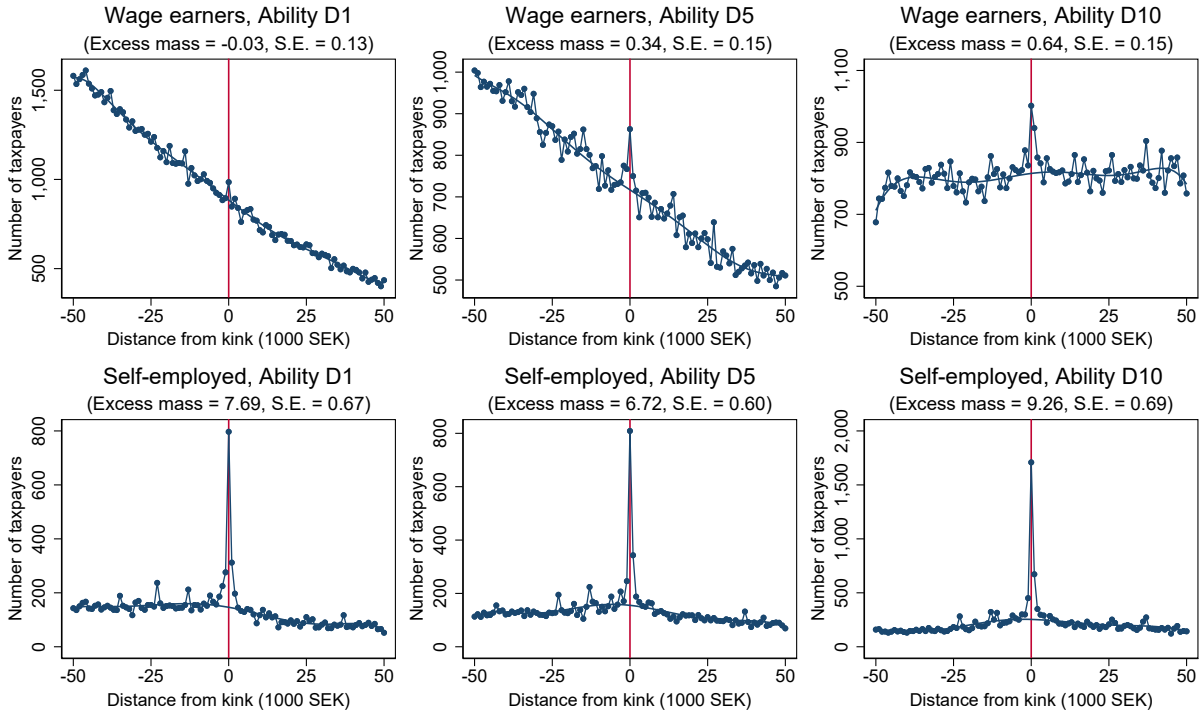 Wage earners, Ability D1
(Excess mass = -0.03, S.E. = 0.13)
Number of taxpayers
1,500
1,000
500
-50 -25 0 25 50
Distance from kink (1000 SEK)
Wage earners, Ability D5
(Excess mass = 0.34, S.E. = 0.15)
Number of taxpayers
1,000
900
800
700
600
500
-50 -25 0 25 50
Distance from kink (1000 SEK)
Wage earners, Ability D10
(Excess mass = 0.64, S.E. = 0.15)
Number of taxpayers
1,100
900
700
500
-50 -25 0 25 50
Distance from kink (1000 SEK)
Self-employed, Ability D1
(Excess mass = 7.69, S.E. = 0.67)
Number of taxpayers
800
600
400
200
0
-50 -25 0 25 50
Distance from kink (1000 SEK)
Self-employed, Ability D5
(Excess mass = 6.72, S.E. = 0.60)
Number of taxpayers
800
600
400
200
0
-50 -25 0 25 50
Distance from kink (1000 SEK)
Self-employed, Ability D10
(Excess mass = 9.26, S.E. = 0.69)
Number of taxpayers
2,000
1,500
1,000
500
0
-50 -25 0 25 50
Distance from kink (1000 SEK)